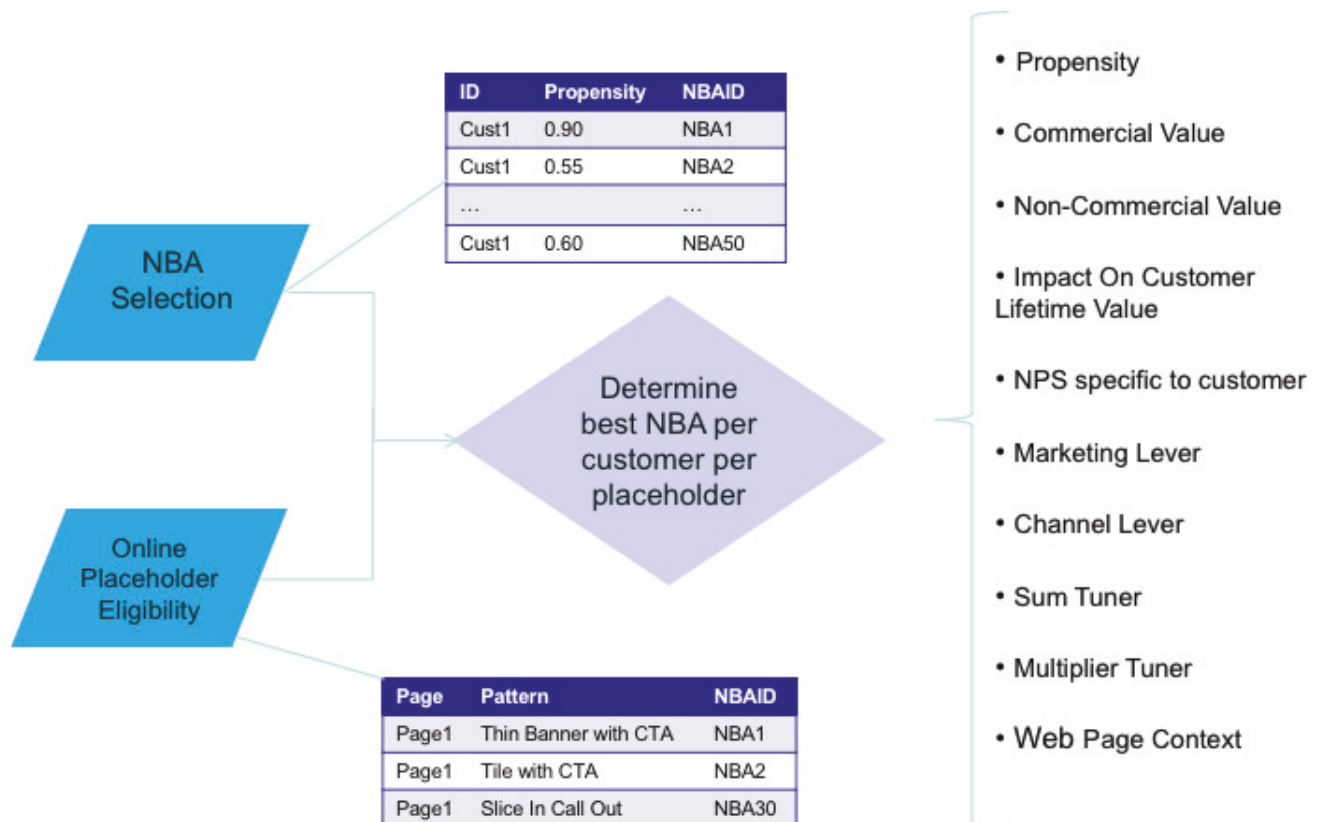 ID Propensity NBAID
Cust1 0.90 NBA1
Cust1 0.55 NBA2
... ...
Cust1 0.60 NBA50
NBA
Selection
Determine
best NBA per
customer per
placeholder
Online
Placeholder
Eligibility
Page Pattern NBAID
Page1 Thin Banner with CTA NBA1
Page1 Tile with CTA NBA2
Page1 Slice In Call Out NBA30
• Propensity
• Commercial Value
• Non-Commercial Value
• Impact On Customer
Lifetime Value
• NPS specific to customer
• Marketing Lever
• Channel Lever
• Sum Tuner
• Multiplier Tuner
• Web Page Context